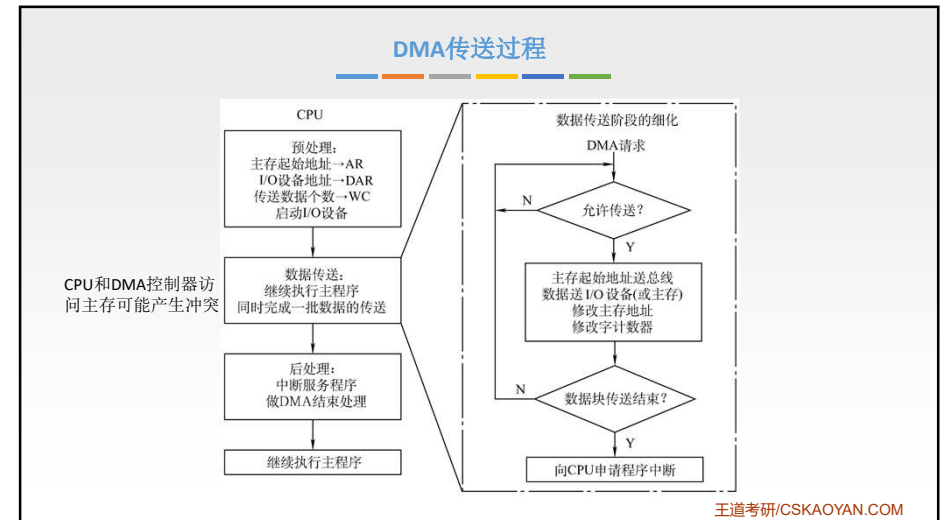 DMA传送过程
CPU
预处理:
主存起始地址→AR
I/O设备地址→DAR
传送数据个数→WC
启动I/O设备
CPU和DMA控制器访
问主存可能产生冲突
数据传送:
继续执行主程序
同时完成一批数据的传送
后处理:
中断服务程序
做DMA结束处理
继续执行主程序
数据传送阶段的细化
DMA请求
N
允许传送?
Y
主存起始地址送总线
数据送I/O设备(或主存)
修改主存地址
修改字计数器
N
数据块传送结束?
Y
向CPU申请程序中断
王道考研/CSKAOYAN.COM